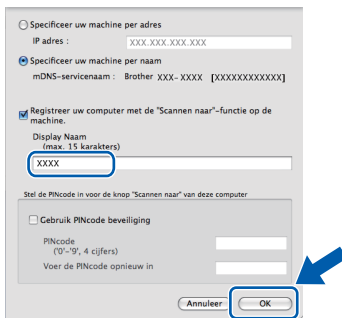 Specificeer uw machine per adres
IP adres :
XXX.XXX.XXX.XXX
Specificeer uw machine per naam
mDNS-servicenaam : Brother XXX-XXXX [XXXXXXXXXXXX]
Registreer uw computer met de "Scannen naar"-functie op de
machine.
Display Naam
(max. 15 karakters)
XXXX
Stel de PINcode in voor de knop "Scannen naar" van deze computer
Gebruik PINcode beveiliging
PINcode
('0'-'9', 4 cijfers)
Voer de PINcode opnieuw in
Annuleer
OK